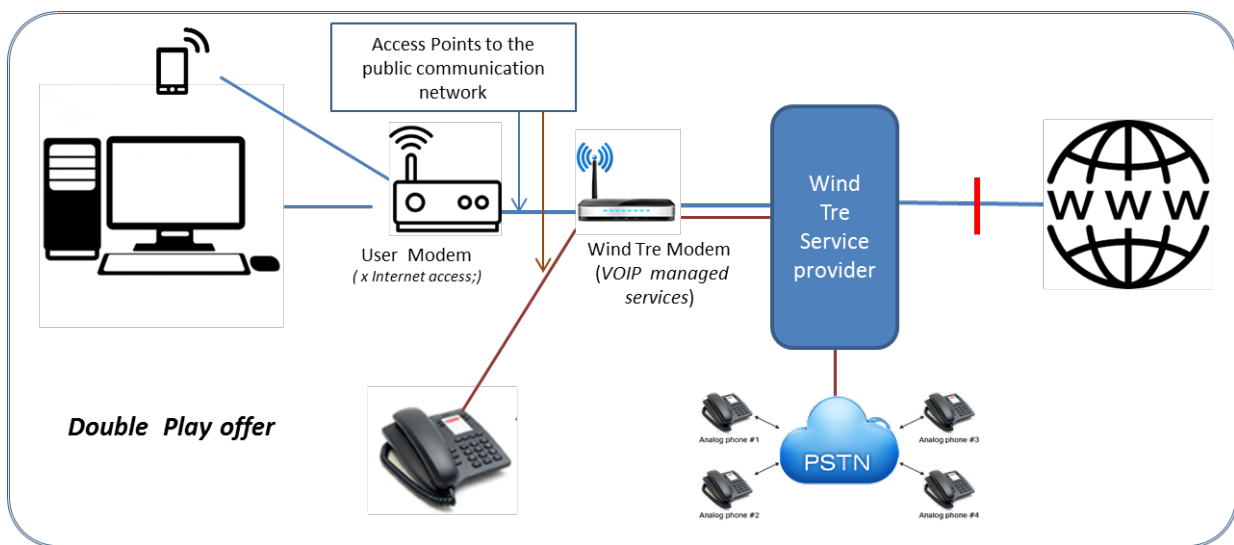 Access Points to the
public communication
network
User Modem
( x Internet access;)
Wind Tre Modem
(VOIP managed
services)
Wind
Tre
Service
provider
W W W
Double Play offer
Analog phone #1
Analog phone #3
PSTN
Analog phone #2
Analog phone #4